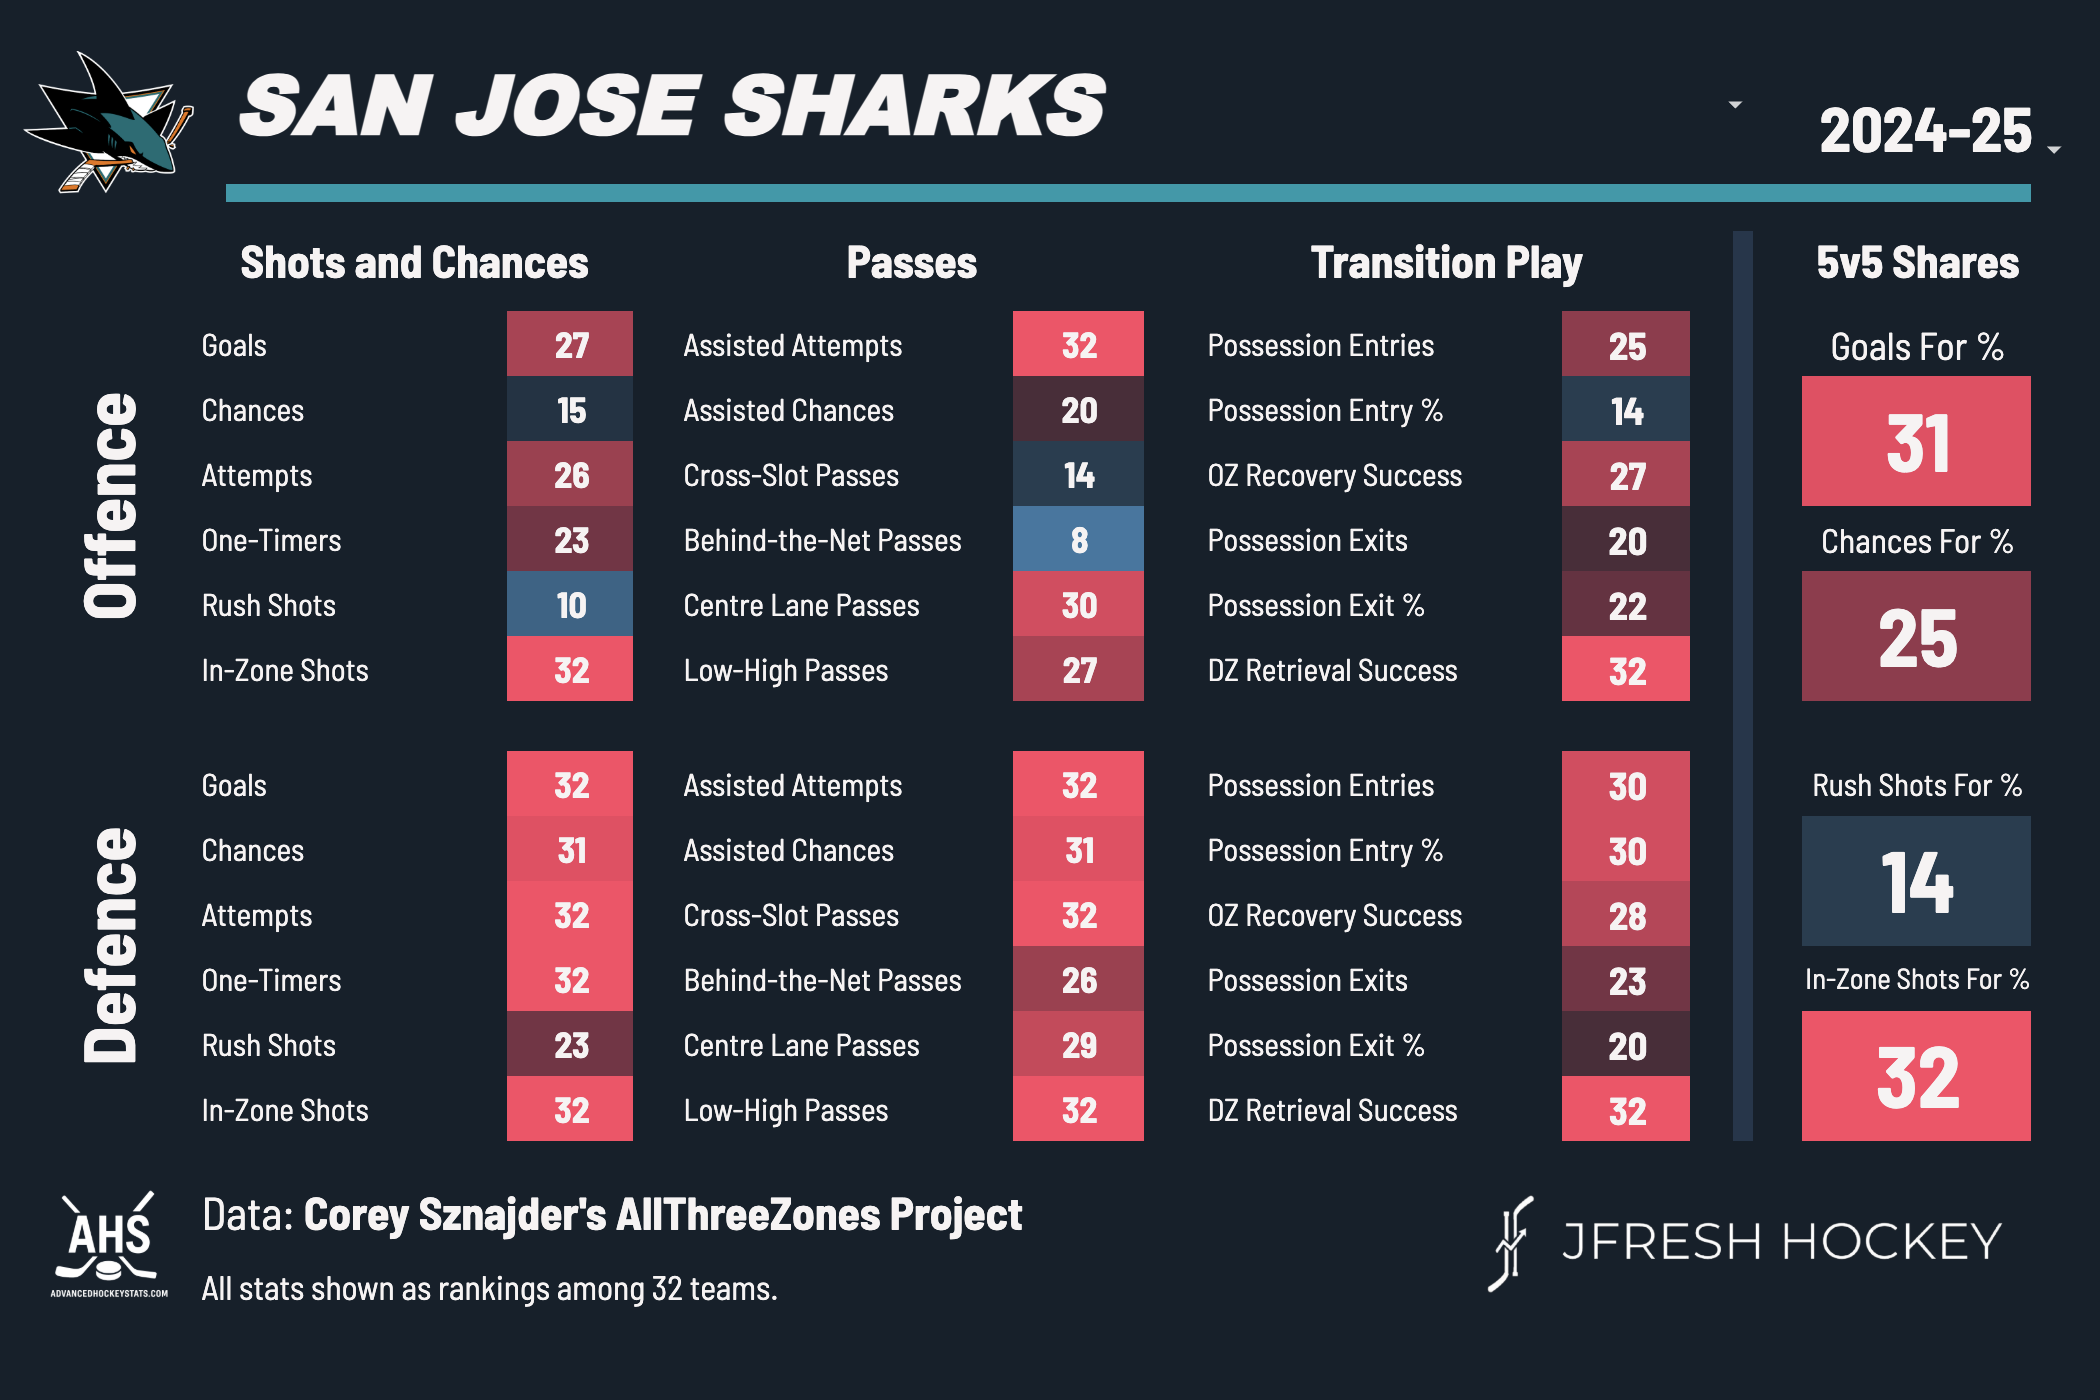 SAN JOSE SHARKS
2024-25
Shots and Chances Passes Transition Play 5v5 Shares
Offence
Goals 27 Assisted Attempts 32 Possession Entries 25 Goals For %
Chances 15 Assisted Chances 20 Possession Entry % 14 31
Attempts 26 Cross-Slot Passes 14 OZ Recovery Success 27
One-Timers 23 Behind-the-Net Passes 8 Possession Exits 20 Chances For %
Rush Shots 10 Centre Lane Passes 30 Possession Exit % 22 25
In-Zone Shots 32 Low-High Passes 27 DZ Retrieval Success 32
Defence
Goals 32 Assisted Attempts 32 Possession Entries 30 Rush Shots For %
Chances 31 Assisted Chances 31 Possession Entry % 30 14
Attempts 32 Cross-Slot Passes 32 OZ Recovery Success 28
One-Timers 32 Behind-the-Net Passes 26 Possession Exits 23 In-Zone Shots For %
Rush Shots 23 Centre Lane Passes 29 Possession Exit % 20 32
In-Zone Shots 32 Low-High Passes 32 DZ Retrieval Success 32
AHS
ADVANCEDHOCKEYSTATS.COM
Data: Corey Sznajder's AllThreeZones Project
All stats shown as rankings among 32 teams.
JFRESH HOCKEY